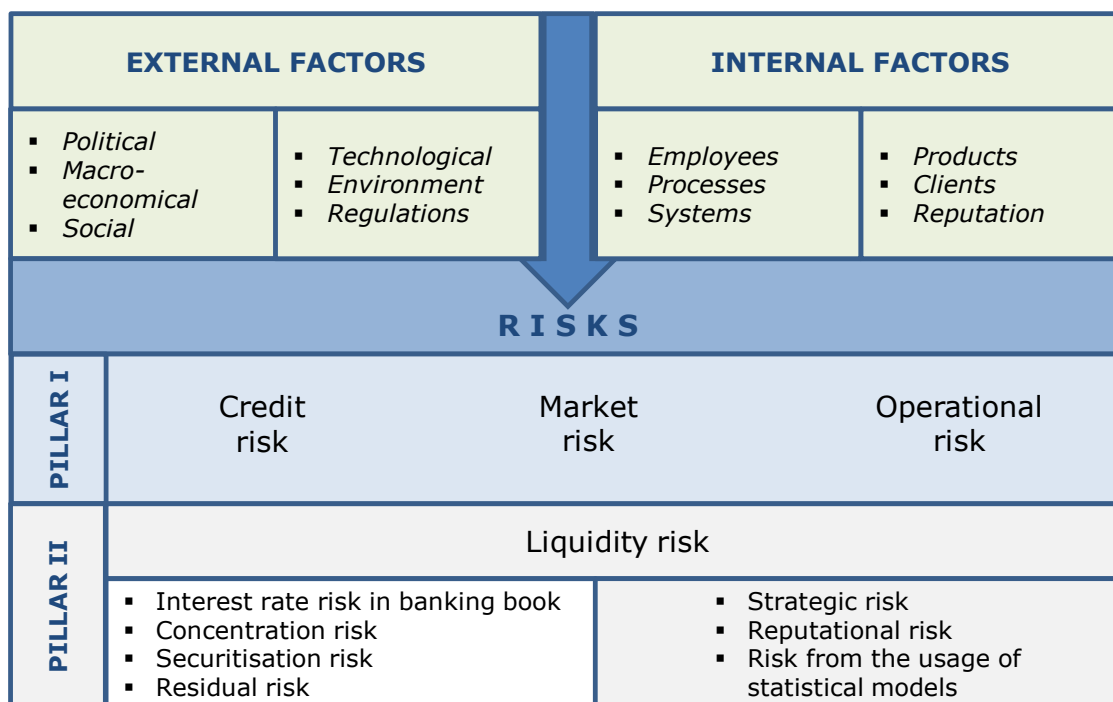 EXTERNAL FACTORS
INTERNAL FACTORS
▪ Political
▪ Macro-
economical
▪ Social
▪ Technological
▪ Environment
▪ Regulations
▪ Employees
▪ Processes
▪ Systems
▪ Products
▪ Clients
▪ Reputation
R I S K S
PILLAR I
Credit
risk
Market
risk
Operational
risk
PILLAR II
Liquidity risk
▪ Interest rate risk in banking book
▪ Concentration risk
▪ Securitisation risk
▪ Residual risk
▪ Strategic risk
▪ Reputational risk
▪ Risk from the usage of
statistical models